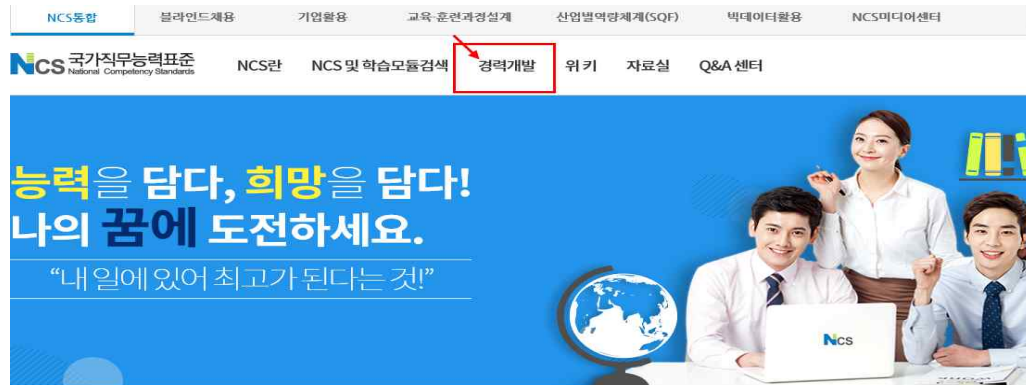 NCS통합 블라인드채용 기업활용 교육·훈련과정설계 산업별역량체계(SQF) 빅데이터활용 NCS미디어센터
NCS 국가직무능력표준
National Competency Standards
NCS란 NCS 및 학습모듈검색 경력개발 위키 자료실 Q&A 센터
능력을 담다, 희망을 담다!
나의 꿈에 도전하세요.
“내 일에 있어 최고가 된다는 것!”
NCS